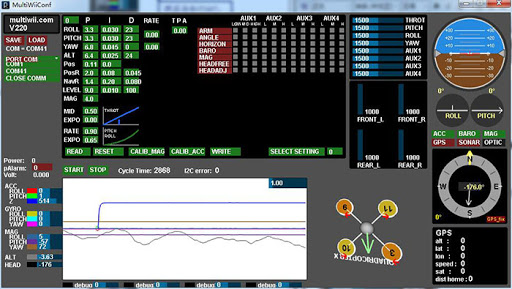 MultiWiiConf
multiwii.com
V220
SAVE LOAD
COM = COM41
PORT COM
COM1
COM41
CLOSE COMM
0 P I D RATE T P A
ROLL 3.3 0.030 23 0.00 0.00
PITCH 3.3 0.030 23
YAW 6.8 0.045 0 0.00
ALT 6.4 0.025 24
Pos 0.11 0.0
PosR 2.0 0.08 0.045
NavR 1.4 0.20 0.080
LEVEL 9.0 0.010 100
MAG 4.0
MID 0.50 THROT
EXPO 0.00
RATE 0.90 PITCH
EXPO 0.65 ROLL
AUX1 AUX2 AUX3 AUX4
LOW MID HIGH
ARM
ANGLE
HORIZON
BARO
MAG
HEADFREE
HEADADJ
READ RESET CALIB_MAG CALIB_ACC WRITE SELECT SETTING 0
1500 THROT
1500 PITCH
1500 ROLL
1500 YAW
1500 AUX1
1500 AUX2
1500 AUX3
1500 AUX4
1000 FRONT_L
1000 FRONT_R
1000 REAR_L
1000 REAR_R
0° 0°
ROLL PITCH
ACC BARO MAG
GPS SONAR OPTIC
N
-176.0°
GPS_fix
Power: 0
pAlarm: 0
Volt: 0.000
START STOP Cycle Time: 2868 I2C error: 0
1.00
ACC
ROLL
PITCH
Z 514
GYRO
ROLL
PITCH
YAW
MAG
ROLL 5
PITCH -57
YAW 72
ALT -3.63
HEAD -176
debug 0 debug 0 debug 0 debug 0
9 11
10 3
QUADRICOPTER X
GPS
alt : 0
lat : 0
lon : 0
speed : 0
sat : 0
dist home : 0